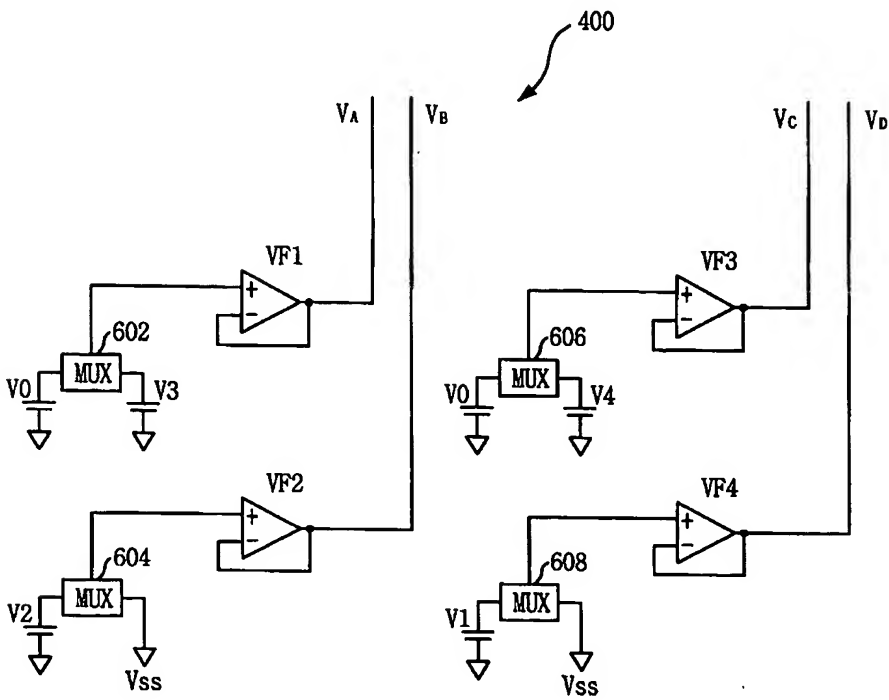 400
VA VB VC VD
VF1 VF3
602 606
MUX MUX
V0 V3 V0 V4
VF2 VF4
604 608
MUX MUX
V2 V1
VSS VSS
+ + + +
− − − −